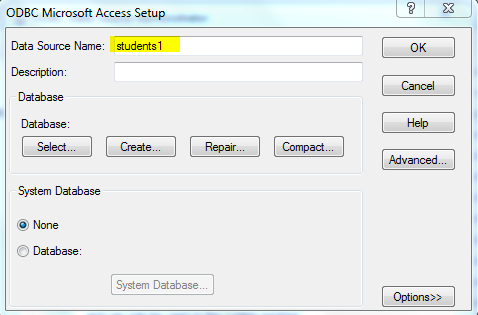 ODBC Microsoft Access Setup
Data Source Name: students1
OK
Description:
Cancel
Database
Database:
Help
Select... Create... Repair... Compact...
Advanced...
System Database
None
Database:
System Database...
Options>>